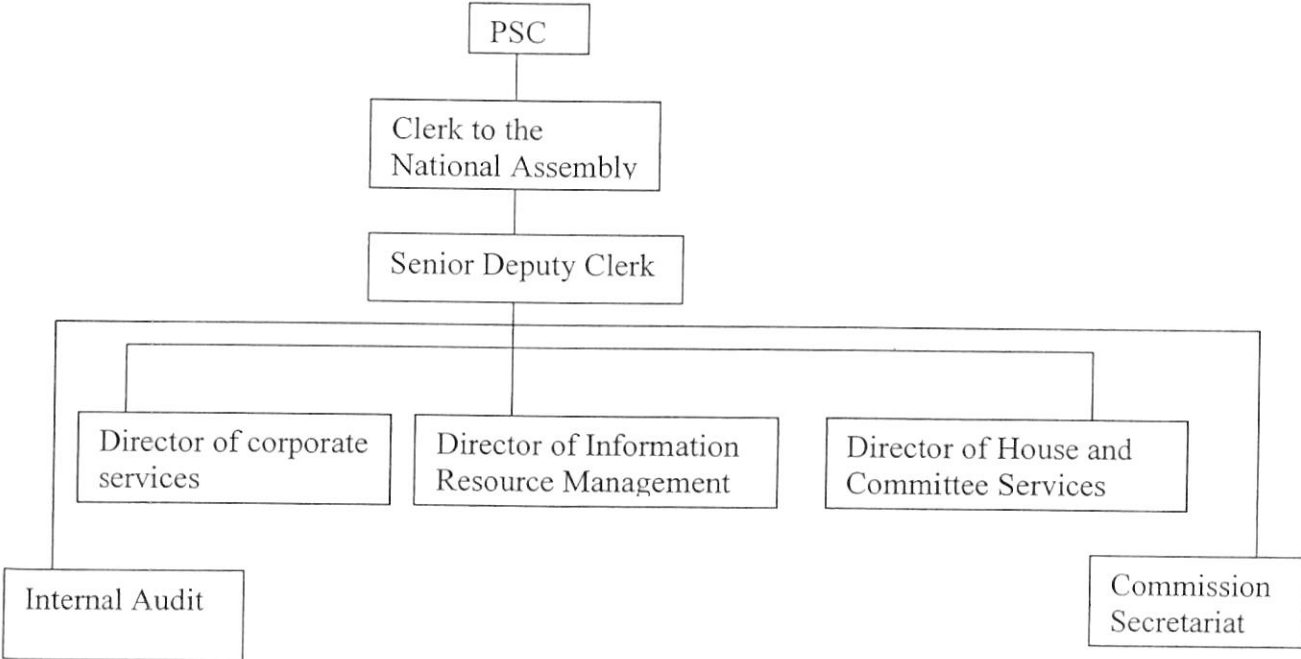 PSC
Clerk to the
National Assembly
Senior Deputy Clerk
Director of corporate
services
Director of Information
Resource Management
Director of House and
Committee Services
Internal Audit
Commission
Secretariat